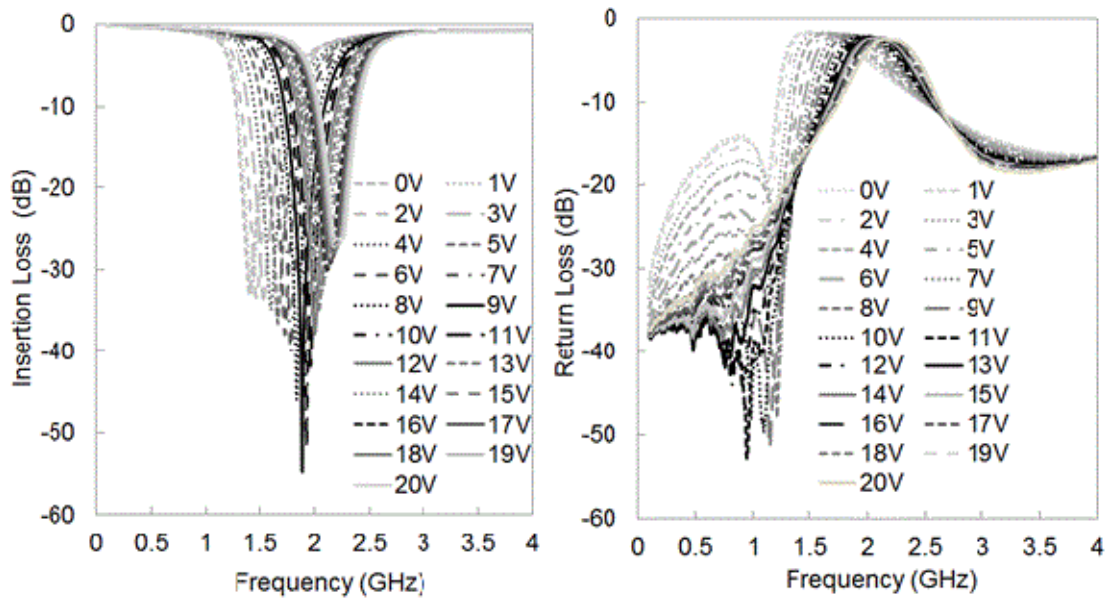 0
-10
-20
-30
-40
-50
-60
Insertion Loss (dB)
0V 1V
2V 3V
4V 5V
6V 7V
8V 9V
10V 11V
12V 13V
14V 15V
16V 17V
18V 19V
20V
0 0.5 1 1.5 2 2.5 3 3.5 4
Frequency (GHz)
0
-10
-20
-30
-40
-50
-60
Return Loss (dB)
0V 1V
2V 3V
4V 5V
6V 7V
8V 9V
10V 11V
12V 13V
14V 15V
16V 17V
18V 19V
20V
0 0.5 1 1.5 2 2.5 3 3.5 4
Frequency (GHz)